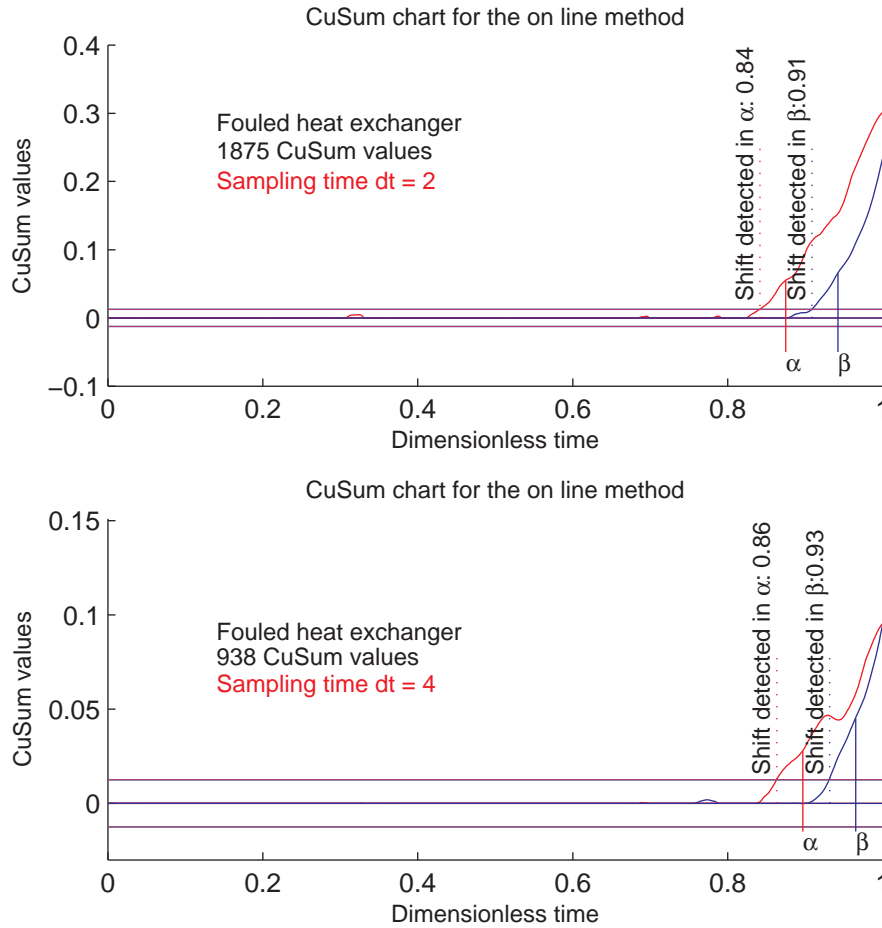 CuSum chart for the on line method
0.4
0.3
0.2
0.1
0
−0.1
CuSum values
Fouled heat exchanger
1875 CuSum values
Sampling time dt = 2
Shift detected in α: 0.84
Shift detected in β:0.91
α
β
0
0.2
0.4
0.6
0.8
1
Dimensionless time
CuSum chart for the on line method
0.15
0.1
0.05
0
CuSum values
Fouled heat exchanger
938 CuSum values
Sampling time dt = 4
Shift detected in α: 0.86
Shift detected in β:0.93
α
β
0
0.2
0.4
0.6
0.8
1
Dimensionless time